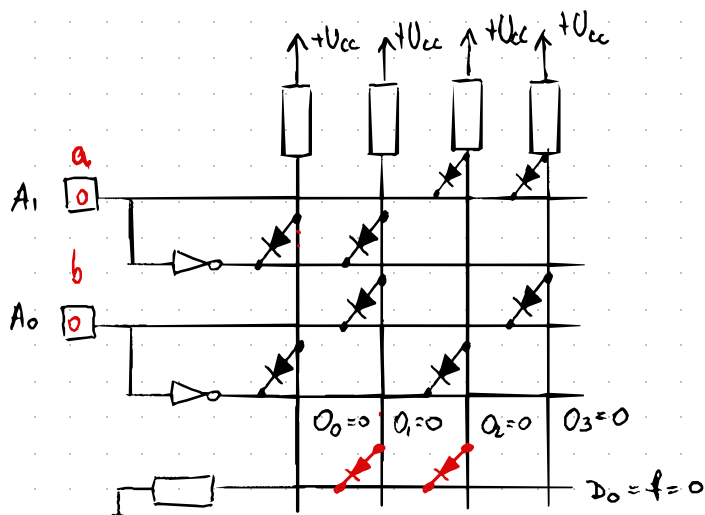 +Ucc +Ucc +Ucc +Ucc
a
A1 0
b
A0 0
O0=0 O1=0 O2=0 O3=0
D0=f=0